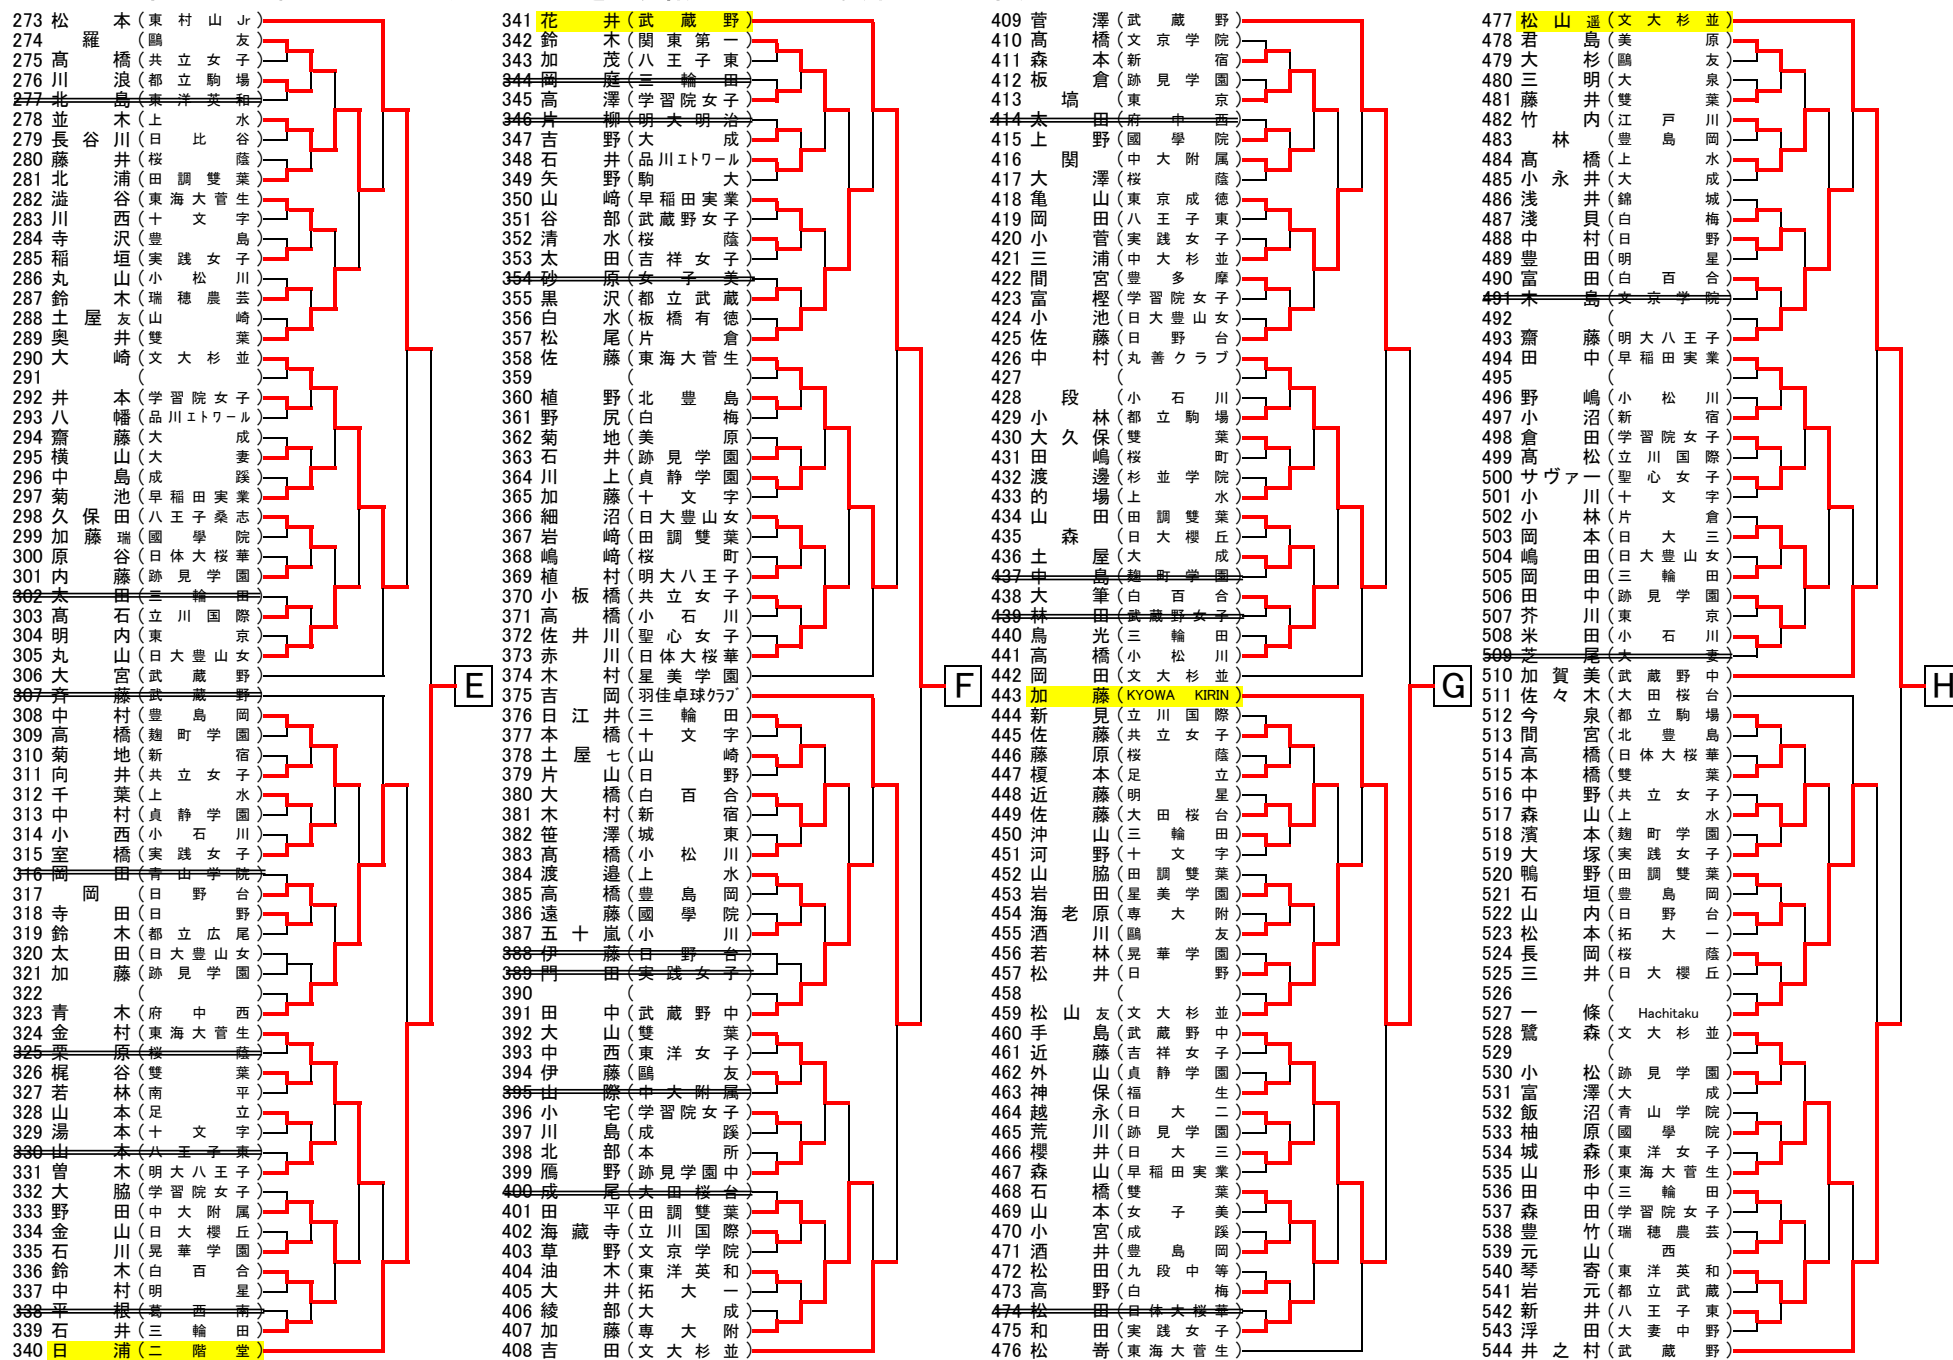 273 松本 (東村山Jr)
274 羅 (鷗友)
275 髙橋 (共立女子)
276 川浪 (都立駒場)
277 北島 (東洋英和)
278 並木 (上水)
279 長谷川 (日比谷)
280 藤井 (桜蔭)
281 北浦 (田調雙葉)
282 澁谷 (東海大菅生)
283 川西 (十文字)
284 寺沢 (豊島)
285 稲垣 (実践女子)
286 丸山 (小松川)
287 鈴木 (瑞穂農芸)
288 土屋友 (山崎)
289 奥井 (雙葉)
290 大崎 (文大杉並)
291 ( )
292 井本 (学習院女子)
293 八幡 (品川エトワール)
294 齋藤 (大成)
295 横山 (大妻)
296 中島 (成蹊)
297 菊池 (早稲田実業)
298 久保田 (八王子桑志)
299 加藤瑞 (國學院)
300 原谷 (日体大桜華)
301 内藤 (跡見学園)
302 太田 (三輪田)
303 髙石 (立川国際)
304 明内 (東京)
305 丸山 (日大豊山女)
306 大宮 (武蔵野)
307 斉藤 (武蔵野)
308 中村 (豊島岡)
309 高橋 (麹町学園)
310 菊地 (新宿)
311 向井 (共立女子)
312 千葉 (上水)
313 中村 (貞静学園)
314 小西 (小石川)
315 室橋 (実践女子)
316 岡田 (青山学院)
317 岡 (日野台)
318 寺田 (日野)
319 鈴木 (都立広尾)
320 太田 (日大豊山女)
321 加藤 (跡見学園)
322 ( )
323 青木 (府中西)
324 金村 (東海大菅生)
325 栗原 (桜蔭)
326 梶谷 (雙葉)
327 若林 (南平)
328 山本 (足立)
329 湯本 (十文字)
330 山本 (八王子東)
331 曽木 (明大八王子)
332 大脇 (学習院女子)
333 野田 (中大附属)
334 金山 (日大櫻丘)
335 石川 (晃華学園)
336 鈴木 (白百合)
337 中村 (明星)
338 平根 (葛西南)
339 石井 (三輪田)
340 日浦 (二階堂)
E
341 花井 (武蔵野)
342 鈴木 (関東第一)
343 加茂 (八王子東)
344 岡庭 (三輪田)
345 高澤 (学習院女子)
346 片柳 (明大明治)
347 吉野 (大成)
348 石井 (品川エトワール)
349 矢野 (駒大)
350 山﨑 (早稲田実業)
351 谷部 (武蔵野女子)
352 清水 (桜蔭)
353 太田 (吉祥女子)
354 砂原 (女子美)
355 黒沢 (都立武蔵)
356 白水 (板橋有徳)
357 松尾 (片倉)
358 佐藤 (東海大菅生)
359 ( )
360 植野 (北豊島)
361 野尻 (白梅)
362 菊地 (美原)
363 石井 (跡見学園)
364 川上 (貞静学園)
365 加藤 (十文字)
366 細沼 (日大豊山女)
367 岩﨑 (田調雙葉)
368 嶋﨑 (桜町)
369 植村 (明大八王子)
370 小板橋 (共立女子)
371 高橋 (小石川)
372 佐井川 (聖心女子)
373 赤川 (日体大桜華)
374 木村 (星美学園)
375 吉岡 (羽佳卓球クラブ)
376 日江井 (三輪田)
377 本橋 (十文字)
378 土屋七 (山崎)
379 片山 (日野)
380 大橋 (白百合)
381 木村 (新宿)
382 笹澤 (城東)
383 髙橋 (小松川)
384 渡邉 (上水)
385 高橋 (豊島岡)
386 遠藤 (國學院)
387 五十嵐 (小川)
388 伊藤 (日野台)
389 門田 (実践女子)
390 ( )
391 田中 (武蔵野中)
392 大山 (雙葉)
393 中西 (東洋女子)
394 伊藤 (鷗友)
395 山際 (中大附属)
396 小宅 (学習院女子)
397 川島 (成蹊)
398 北部 (本所)
399 鴈野 (跡見学園中)
400 成尾 (大田桜台)
401 田平 (田調雙葉)
402 海蔵寺 (立川国際)
403 草野 (文京学院)
404 油木 (東洋英和)
405 大井 (拓大一)
406 綾部 (大成)
407 加藤 (専大附)
408 吉田 (文大杉並)
F
409 菅澤 (武蔵野)
410 髙橋 (文京学院)
411 森本 (新宿)
412 板倉 (跡見学園)
413 塙 (東京)
414 太田 (府中西)
415 上野 (國學院)
416 関 (中大附属)
417 大澤 (桜蔭)
418 亀山 (東京成徳)
419 岡田 (八王子東)
420 小菅 (実践女子)
421 三浦 (中大杉並)
422 間宮 (豊多摩)
423 富樫 (学習院女子)
424 小池 (日大豊山女)
425 佐藤 (日野台)
426 中村 (丸善クラブ)
427 ( )
428 段 (小石川)
429 小林 (都立駒場)
430 大久保 (雙葉)
431 田嶋 (桜町)
432 渡邊 (杉並学院)
433 的場 (上水)
434 山田 (田調雙葉)
435 森 (日大櫻丘)
436 土屋 (大成)
437 中島 (麹町学園)
438 大筆 (白百合)
439 林田 (武蔵野女子)
440 鳥光 (三輪田)
441 高橋 (小松川)
442 岡田 (文大杉並)
443 加藤 (KYOWA KIRIN)
444 新見 (立川国際)
445 佐藤 (共立女子)
446 藤原 (桜蔭)
447 榎本 (足立)
448 近藤 (明星)
449 佐藤 (大田桜台)
450 沖山 (三輪田)
451 河野 (十文字)
452 山脇 (田調雙葉)
453 岩田 (星美学園)
454 海老原 (専大附)
455 酒川 (鷗友)
456 若林 (晃華学園)
457 松井 (日野)
458 ( )
459 松山友 (文大杉並)
460 手島 (武蔵野中)
461 近藤 (吉祥女子)
462 外山 (貞静学園)
463 神保 (福生)
464 越永 (日大二)
465 荒川 (跡見学園)
466 櫻井 (日大三)
467 森山 (早稲田実業)
468 石橋 (雙葉)
469 山本 (女子美)
470 小宮 (成蹊)
471 酒井 (豊島岡)
472 松田 (九段中等)
473 高野 (白梅)
474 松田 (日体大桜華)
475 和田 (実践女子)
476 松嵜 (東海大菅生)
G
477 松山遥 (文大杉並)
478 君島 (美原)
479 大杉 (鷗友)
480 三明 (大泉)
481 藤井 (雙葉)
482 竹内 (江戸川)
483 林 (豊島岡)
484 髙橋 (上水)
485 小永井 (大成)
486 浅井 (錦城)
487 淺貝 (白梅)
488 中村 (日野)
489 豊田 (明星)
490 富田 (白百合)
491 木島 (文京学院)
492 ( )
493 齋藤 (明大八王子)
494 田中 (早稲田実業)
495 ( )
496 野嶋 (小松川)
497 小沼 (新宿)
498 倉田 (学習院女子)
499 髙松 (立川国際)
500 サヴァー (聖心女子)
501 小川 (十文字)
502 小林 (片倉)
503 岡本 (日大三)
504 嶋田 (日大豊山女)
505 岡田 (三輪田)
506 田中 (跡見学園)
507 芥川 (東京)
508 米田 (小石川)
509 芝尾 (大妻)
510 加賀美 (武蔵野中)
511 佐々木 (大田桜台)
512 今泉 (都立駒場)
513 間宮 (北豊島)
514 高橋 (日体大桜華)
515 本橋 (雙葉)
516 中野 (共立女子)
517 森山 (上水)
518 濱本 (麹町学園)
519 大塚 (実践女子)
520 鴨野 (田調雙葉)
521 石垣 (豊島岡)
522 山内 (日野台)
523 松本 (拓大一)
524 長岡 (桜蔭)
525 三井 (日大櫻丘)
526 ( )
527 一條 (Hachitaku)
528 鷺森 (文大杉並)
529 ( )
530 小松 (跡見学園)
531 富澤 (大成)
532 飯沼 (青山学院)
533 柚原 (國學院)
534 城森 (東洋女子)
535 山形 (東海大菅生)
536 田中 (三輪田)
537 森田 (学習院女子)
538 豊竹 (瑞穂農芸)
539 元山 (西)
540 琴寄 (東洋英和)
541 岩元 (都立武蔵)
542 新井 (八王子東)
543 浮田 (大妻中野)
544 井之村 (武蔵野)
H